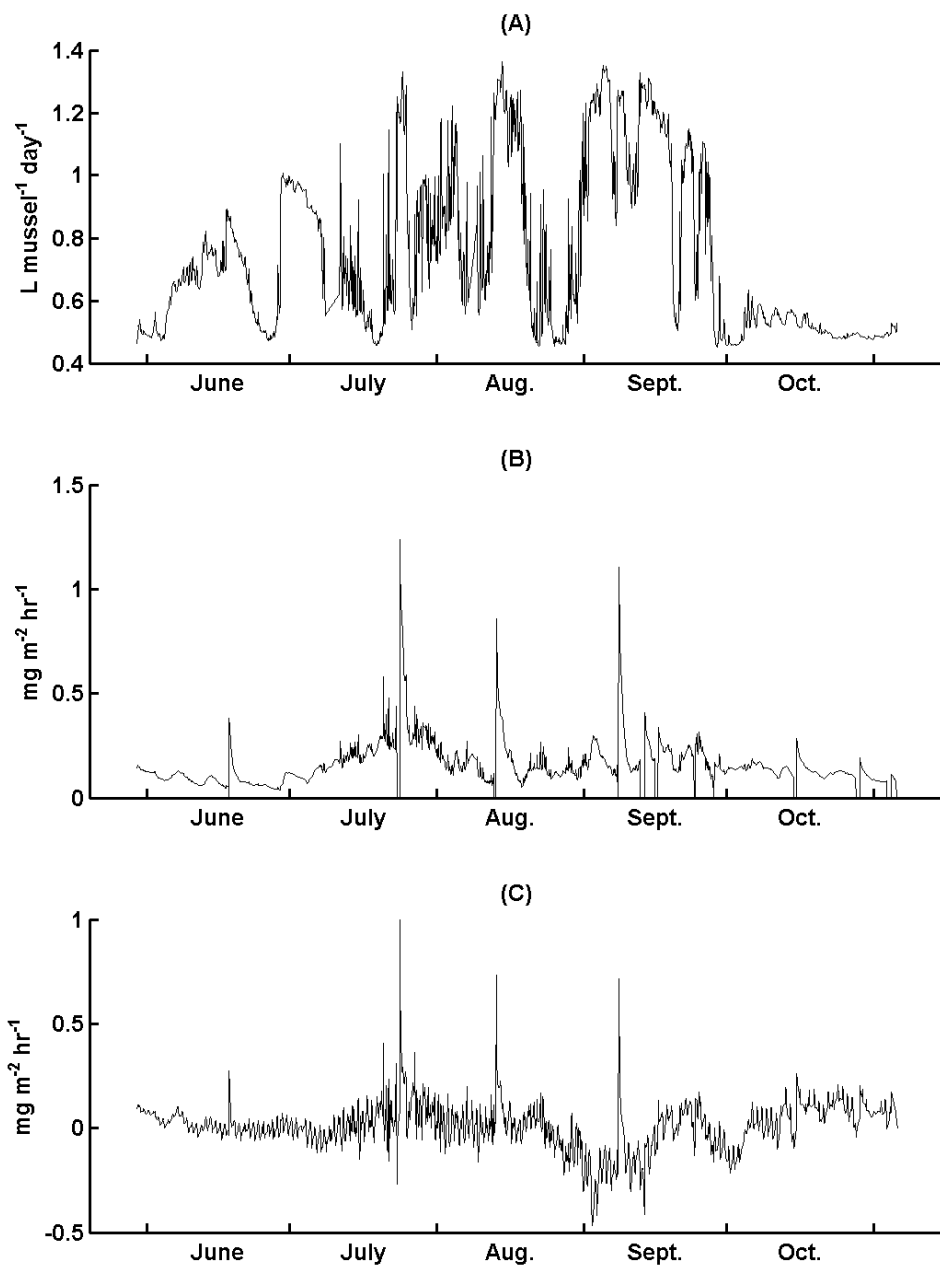 (A)
1.4
1.2
1
0.8
0.6
0.4
L mussel⁻¹ day⁻¹
June July Aug. Sept. Oct.
(B)
1.5
1
0.5
0
mg m⁻² hr⁻¹
June July Aug. Sept. Oct.
(C)
1
0.5
0
-0.5
mg m⁻² hr⁻¹
June July Aug. Sept. Oct.